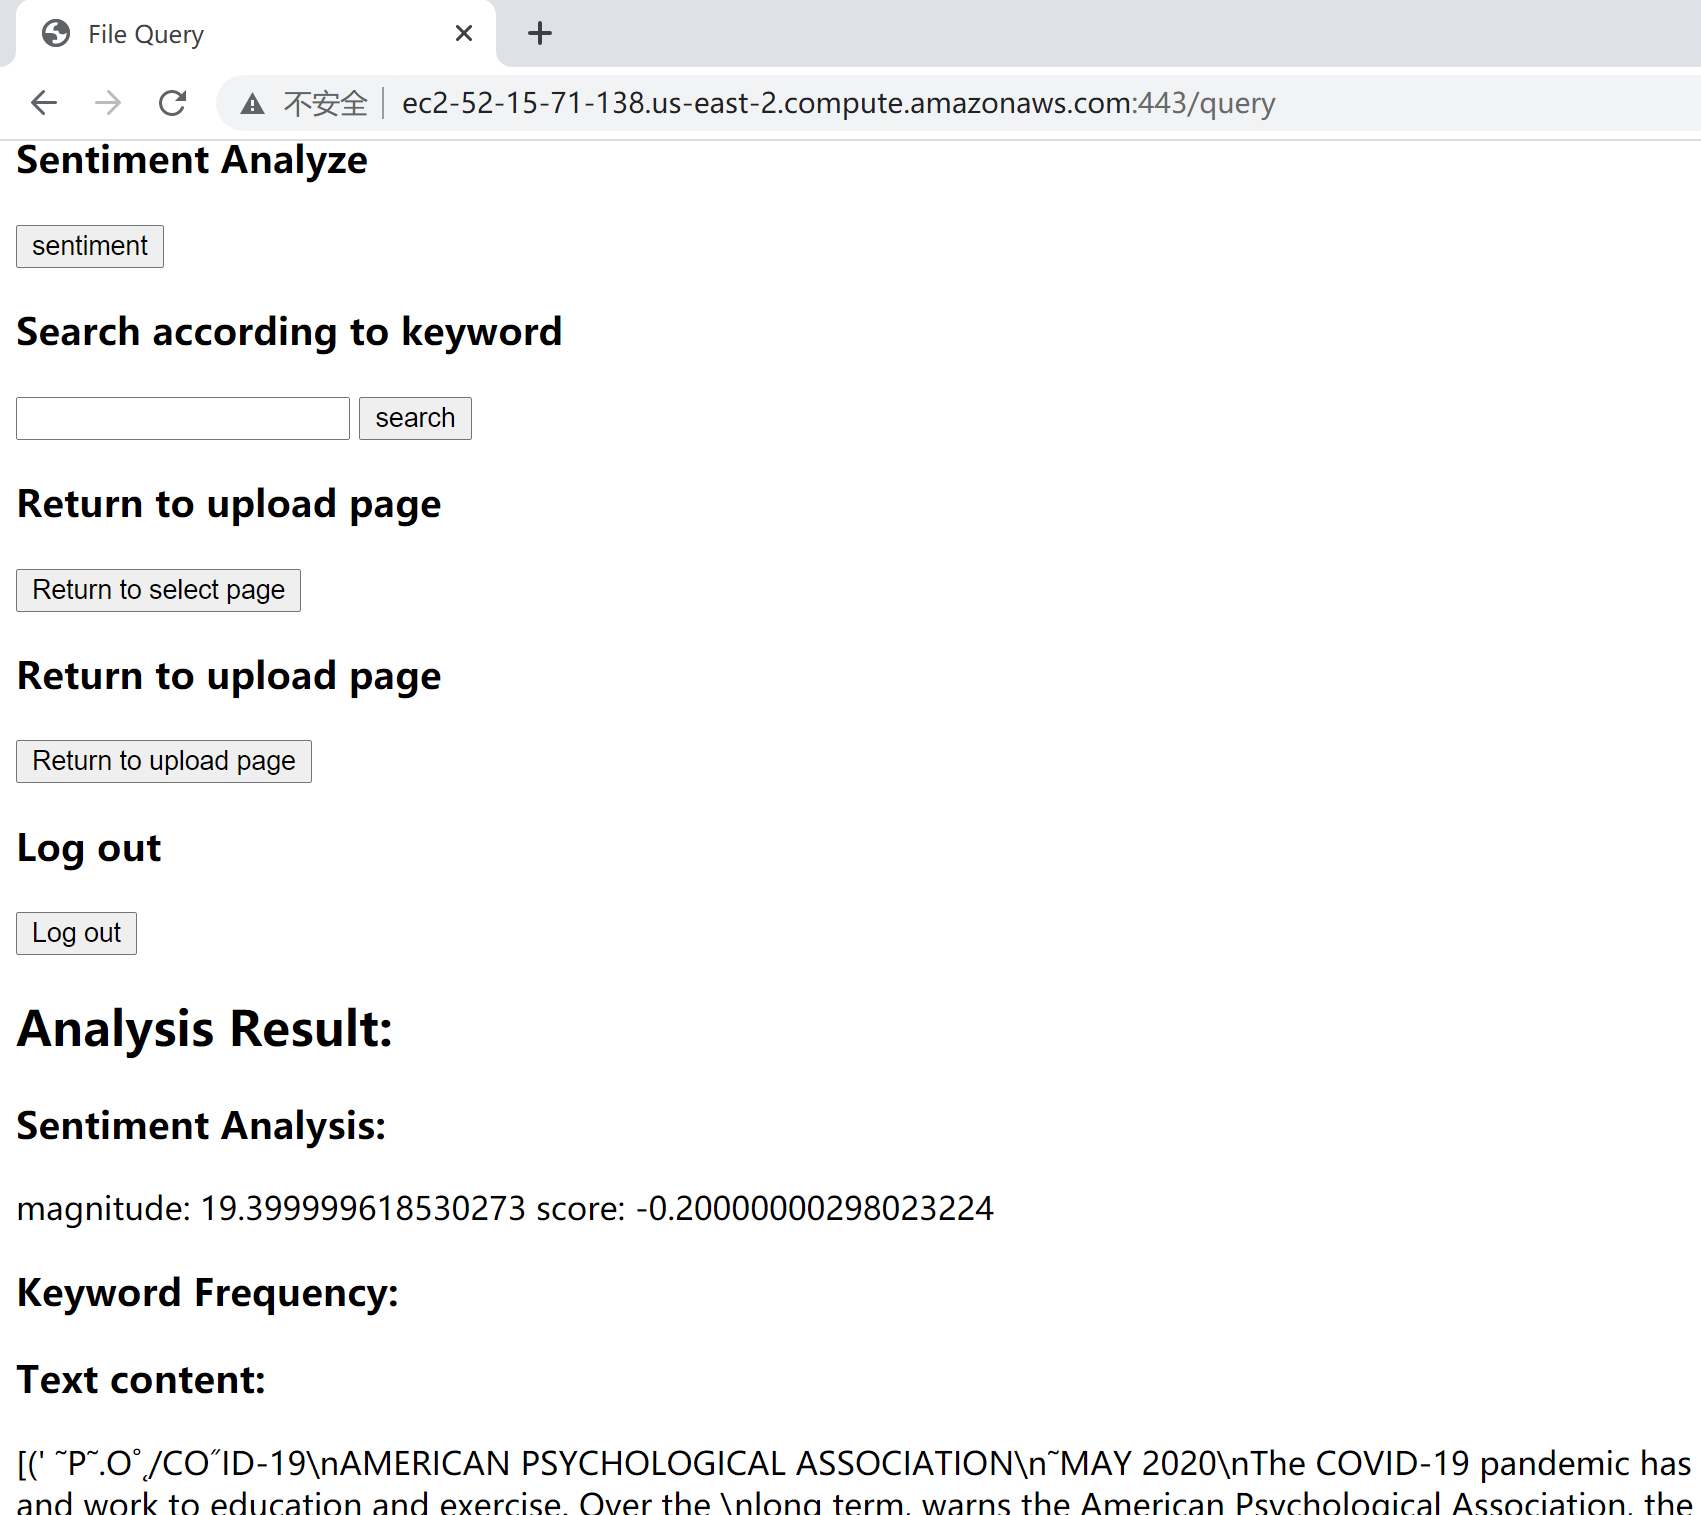 File Query
不安全 ec2-52-15-71-138.us-east-2.compute.amazonaws.com:443/query
Sentiment Analyze
sentiment
Search according to keyword
search
Return to upload page
Return to select page
Return to upload page
Return to upload page
Log out
Log out
Analysis Result:
Sentiment Analysis:
magnitude: 19.399999618530273 score: -0.20000000298023224
Keyword Frequency:
Text content:
[(' ˜P˜.O˚˛/CO˝ID-19\nAMERICAN PSYCHOLOGICAL ASSOCIATION\n˜MAY 2020\nThe COVID-19 pandemic has
and work to education and exercise. Over the \nlong term, warns the American Psychological Association, the